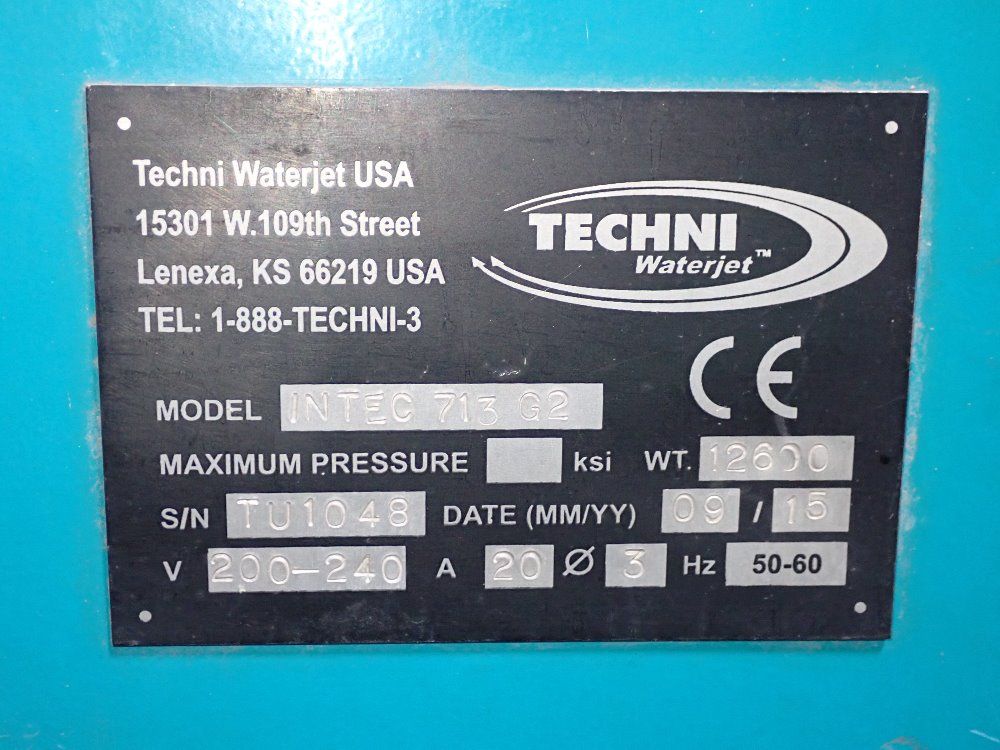 Techni Waterjet USA
15301 W.109th Street
Lenexa, KS 66219 USA
TEL: 1-888-TECHNI-3
TECHNI
Waterjet™
CE
MODEL INTEC 713 G2
MAXIMUM PRESSURE ksi WT. 12600
S/N TU1048 DATE (MM/YY) 09 / 15
V 200-240 A 20 Ø 3 Hz 50-60